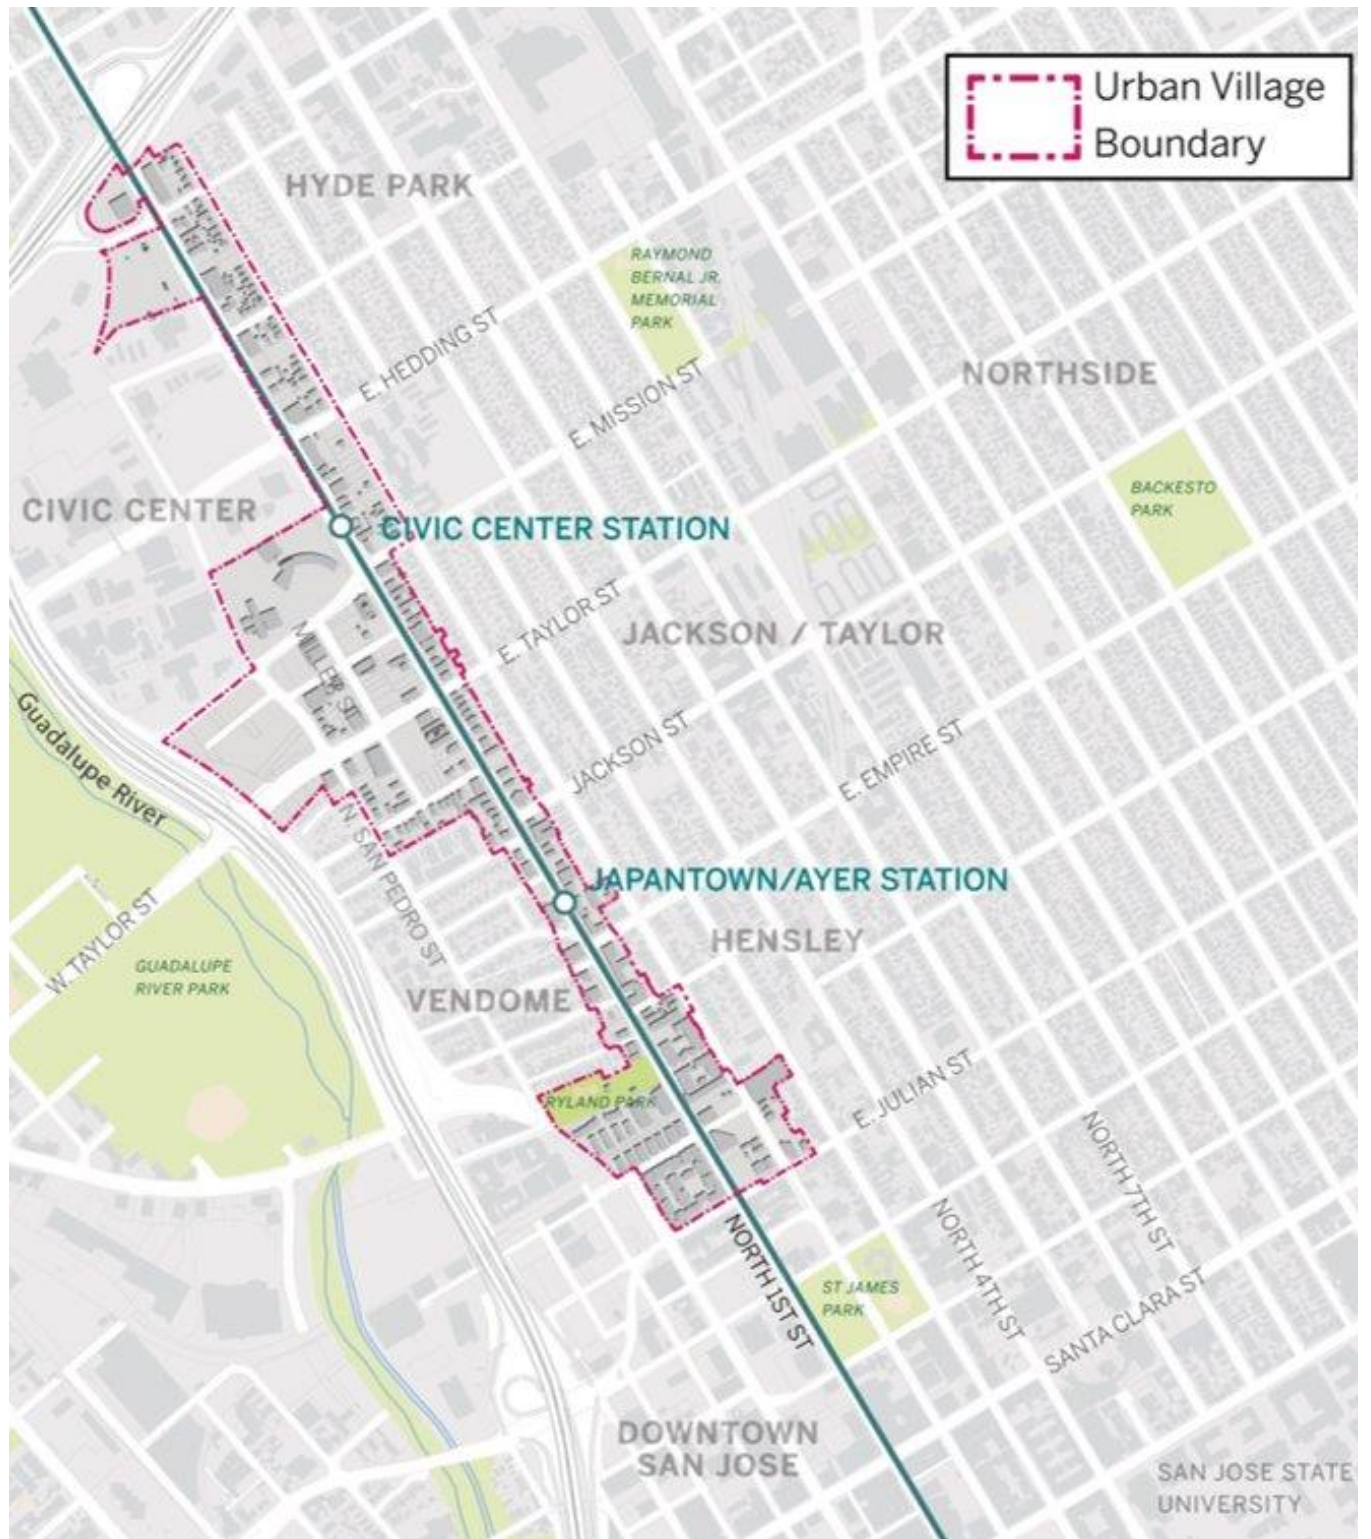 Urban Village
Boundary
HYDE PARK
RAYMOND
BERNAL JR.
MEMORIAL
PARK
E. HEDDING ST
E. MISSION ST
NORTHSIDE
BACKESTO
PARK
CIVIC CENTER
CIVIC CENTER STATION
E. TAYLOR ST
JACKSON / TAYLOR
MILLER ST
Guadalupe River
JACKSON ST
E. EMPIRE ST
N. SAN PEDRO ST
JAPANTOWN/AYER STATION
W. TAYLOR ST
HENSLEY
GUADALUPE
RIVER PARK
VENDOME
RYLAND PARK
E. JULIAN ST
NORTH 7TH ST
NORTH 4TH ST
NORTH 1ST ST
ST JAMES
PARK
SANTA CLARA ST
DOWNTOWN
SAN JOSE
SAN JOSE STATE
UNIVERSITY